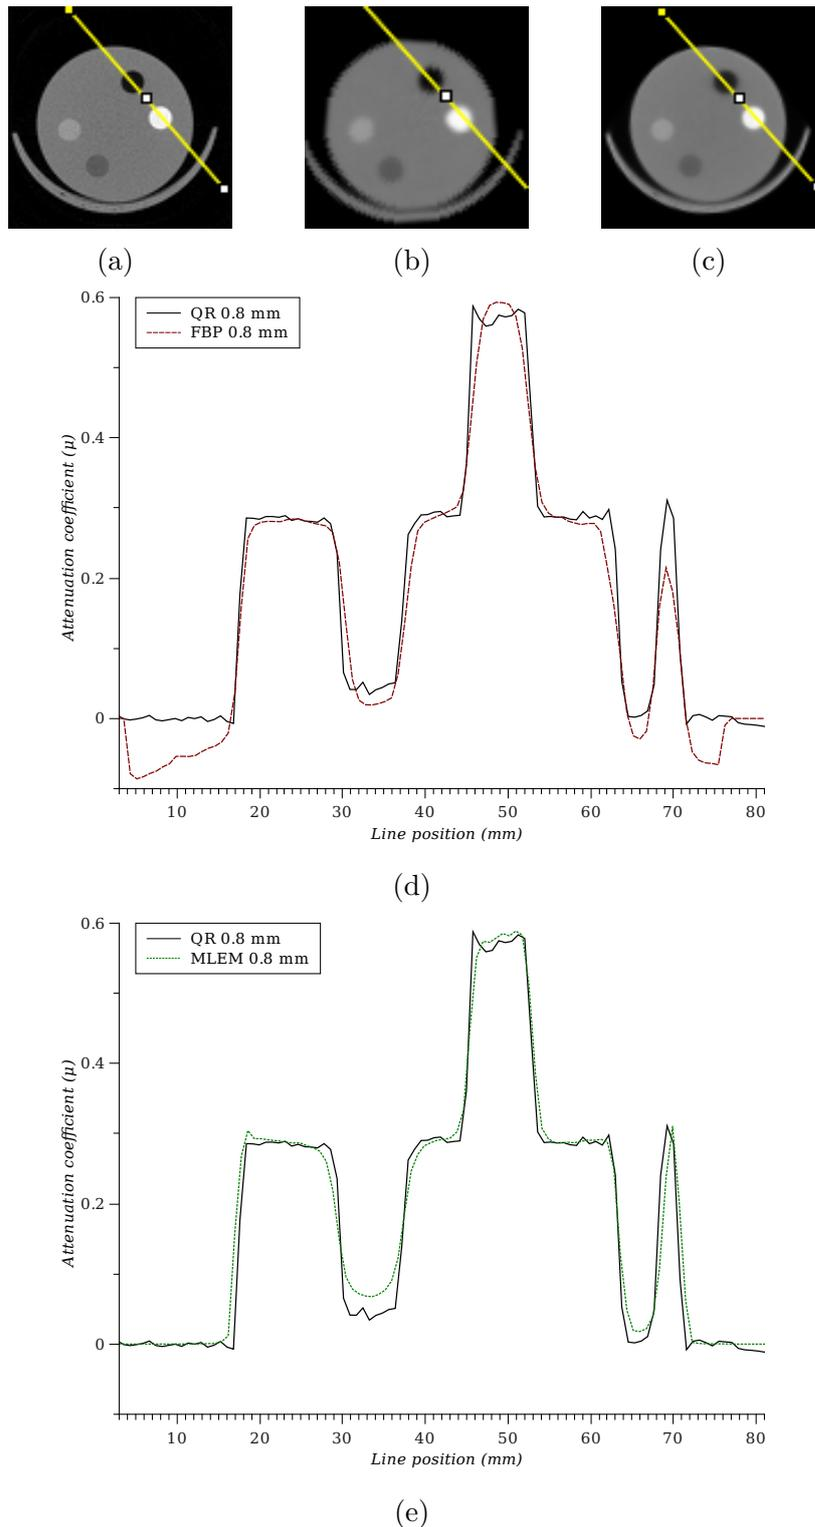 (a) (b) (c)
0.6
QR 0.8 mm
FBP 0.8 mm
0.4
0.2
0
Attenuation coefficient (μ)
10 20 30 40 50 60 70 80
Line position (mm)
(d)
0.6
QR 0.8 mm
MLEM 0.8 mm
0.4
0.2
0
Attenuation coefficient (μ)
10 20 30 40 50 60 70 80
Line position (mm)
(e)